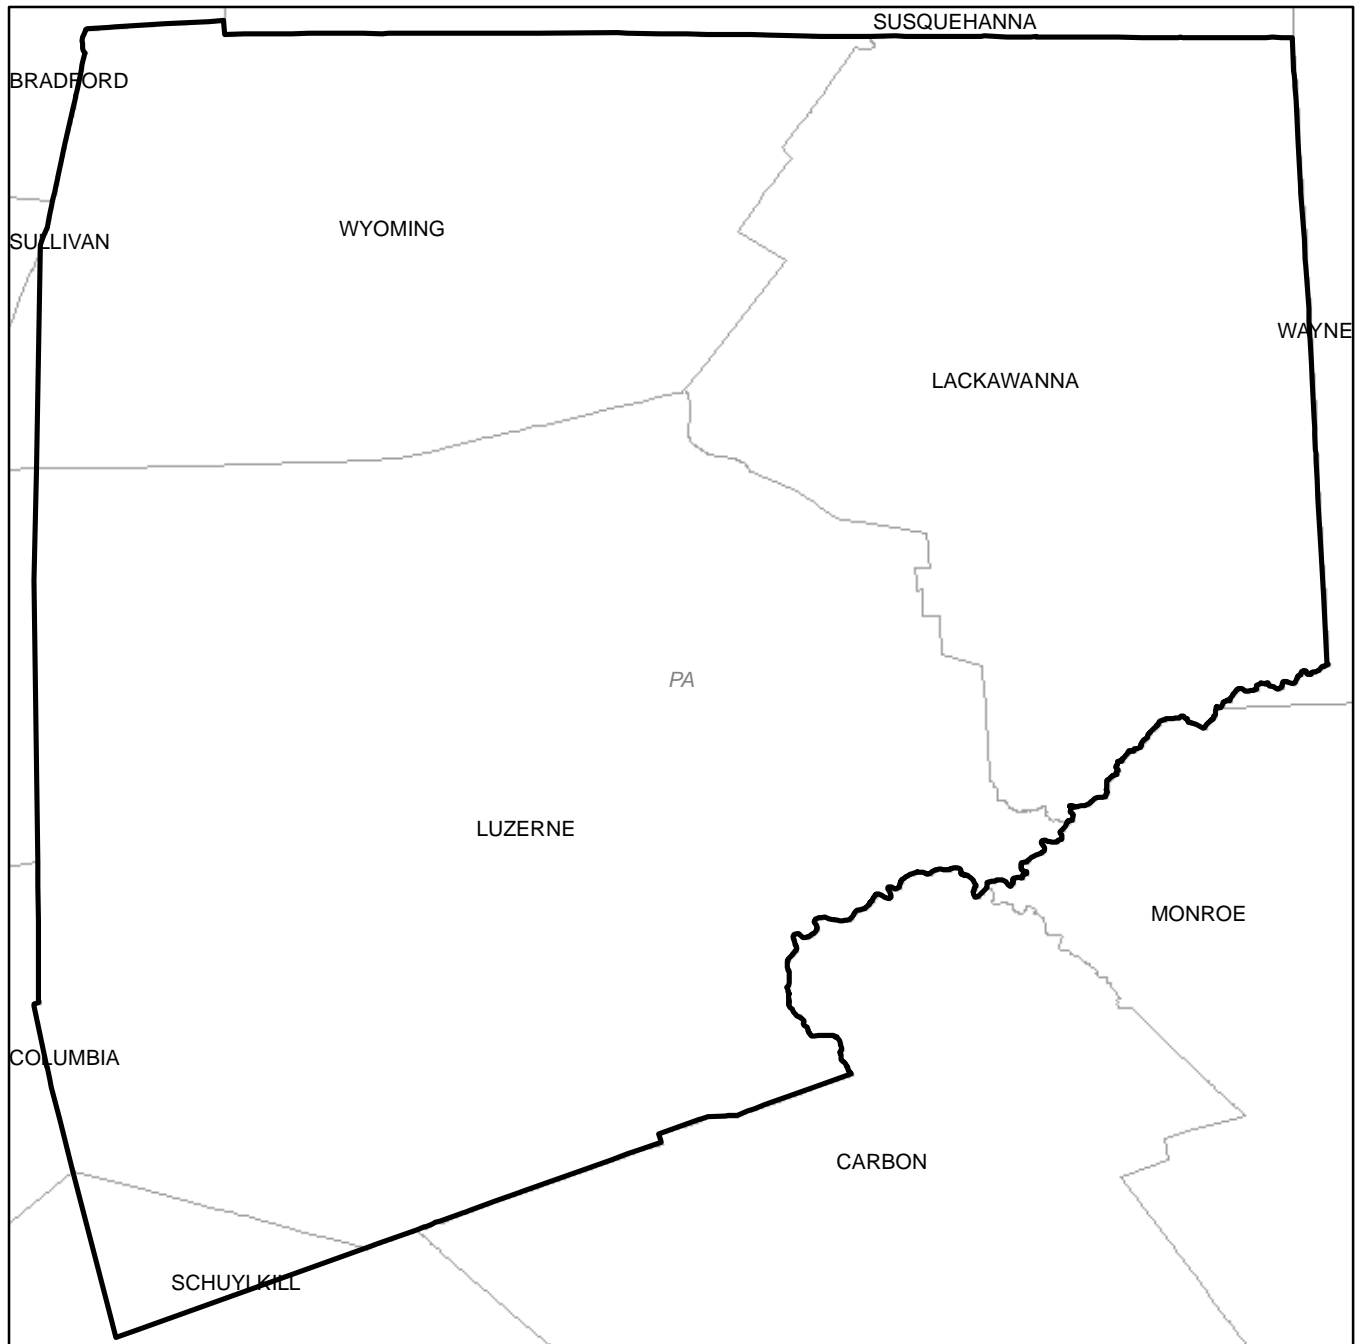 SUSQUEHANNA
BRADFORD
WYOMING
SULLIVAN
WAYNE
LACKAWANNA
PA
LUZERNE
MONROE
COLUMBIA
CARBON
SCHUYLKILL